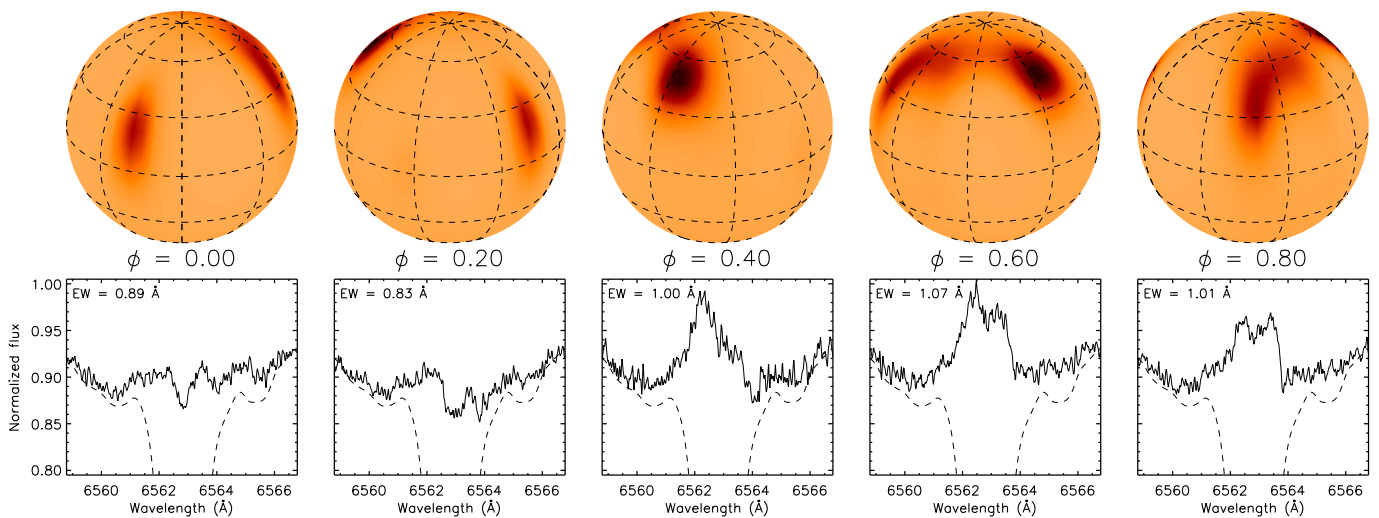 ϕ = 0.00
ϕ = 0.20
ϕ = 0.40
ϕ = 0.60
ϕ = 0.80
EW = 0.89 Å
EW = 0.83 Å
EW = 1.00 Å
EW = 1.07 Å
EW = 1.01 Å
1.00
0.95
0.90
0.85
0.80
Normalized flux
6560 6562 6564 6566
6560 6562 6564 6566
6560 6562 6564 6566
6560 6562 6564 6566
6560 6562 6564 6566
Wavelength (Å)
Wavelength (Å)
Wavelength (Å)
Wavelength (Å)
Wavelength (Å)